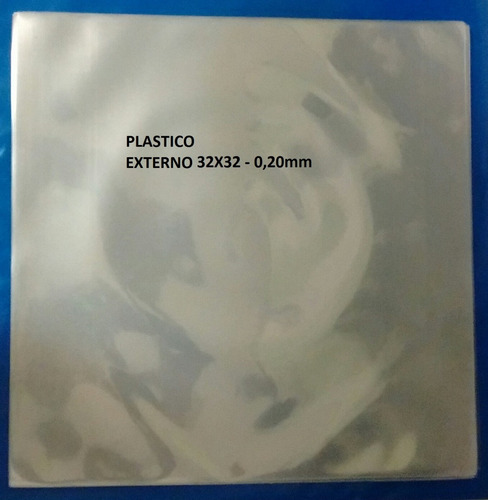 PLASTICO
EXTERNO 32X32 - 0,20mm